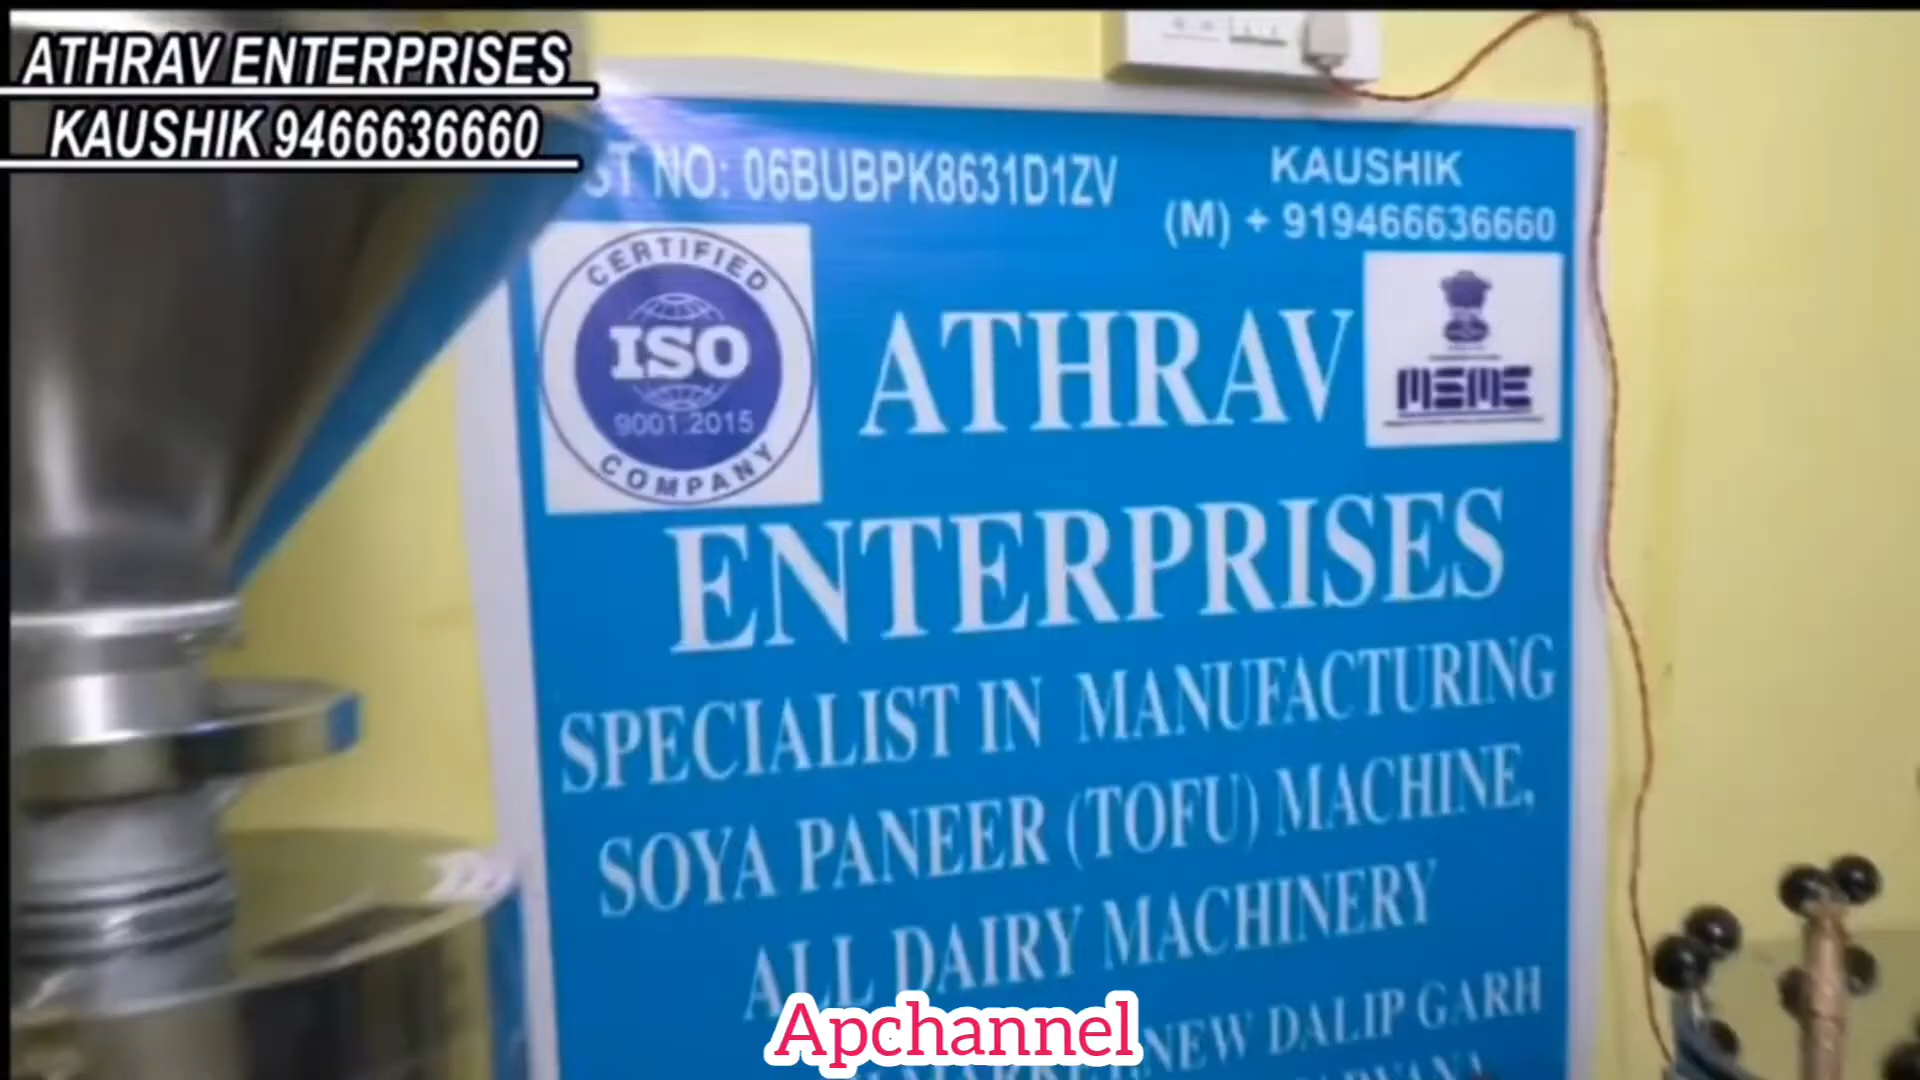 ATHRAV ENTERPRISES
KAUSHIK 9466636660
ST NO: 06BUBPK8631D1ZV
KAUSHIK
(M) + 919466636660
CERTIFIED
ISO
9001:2015
COMPANY
MSME
ATHRAV
ENTERPRISES
SPECIALIST IN MANUFACTURING
SOYA PANEER (TOFU) MACHINE,
ALL DAIRY MACHINERY
NEW DALIP GARH
Apchannel